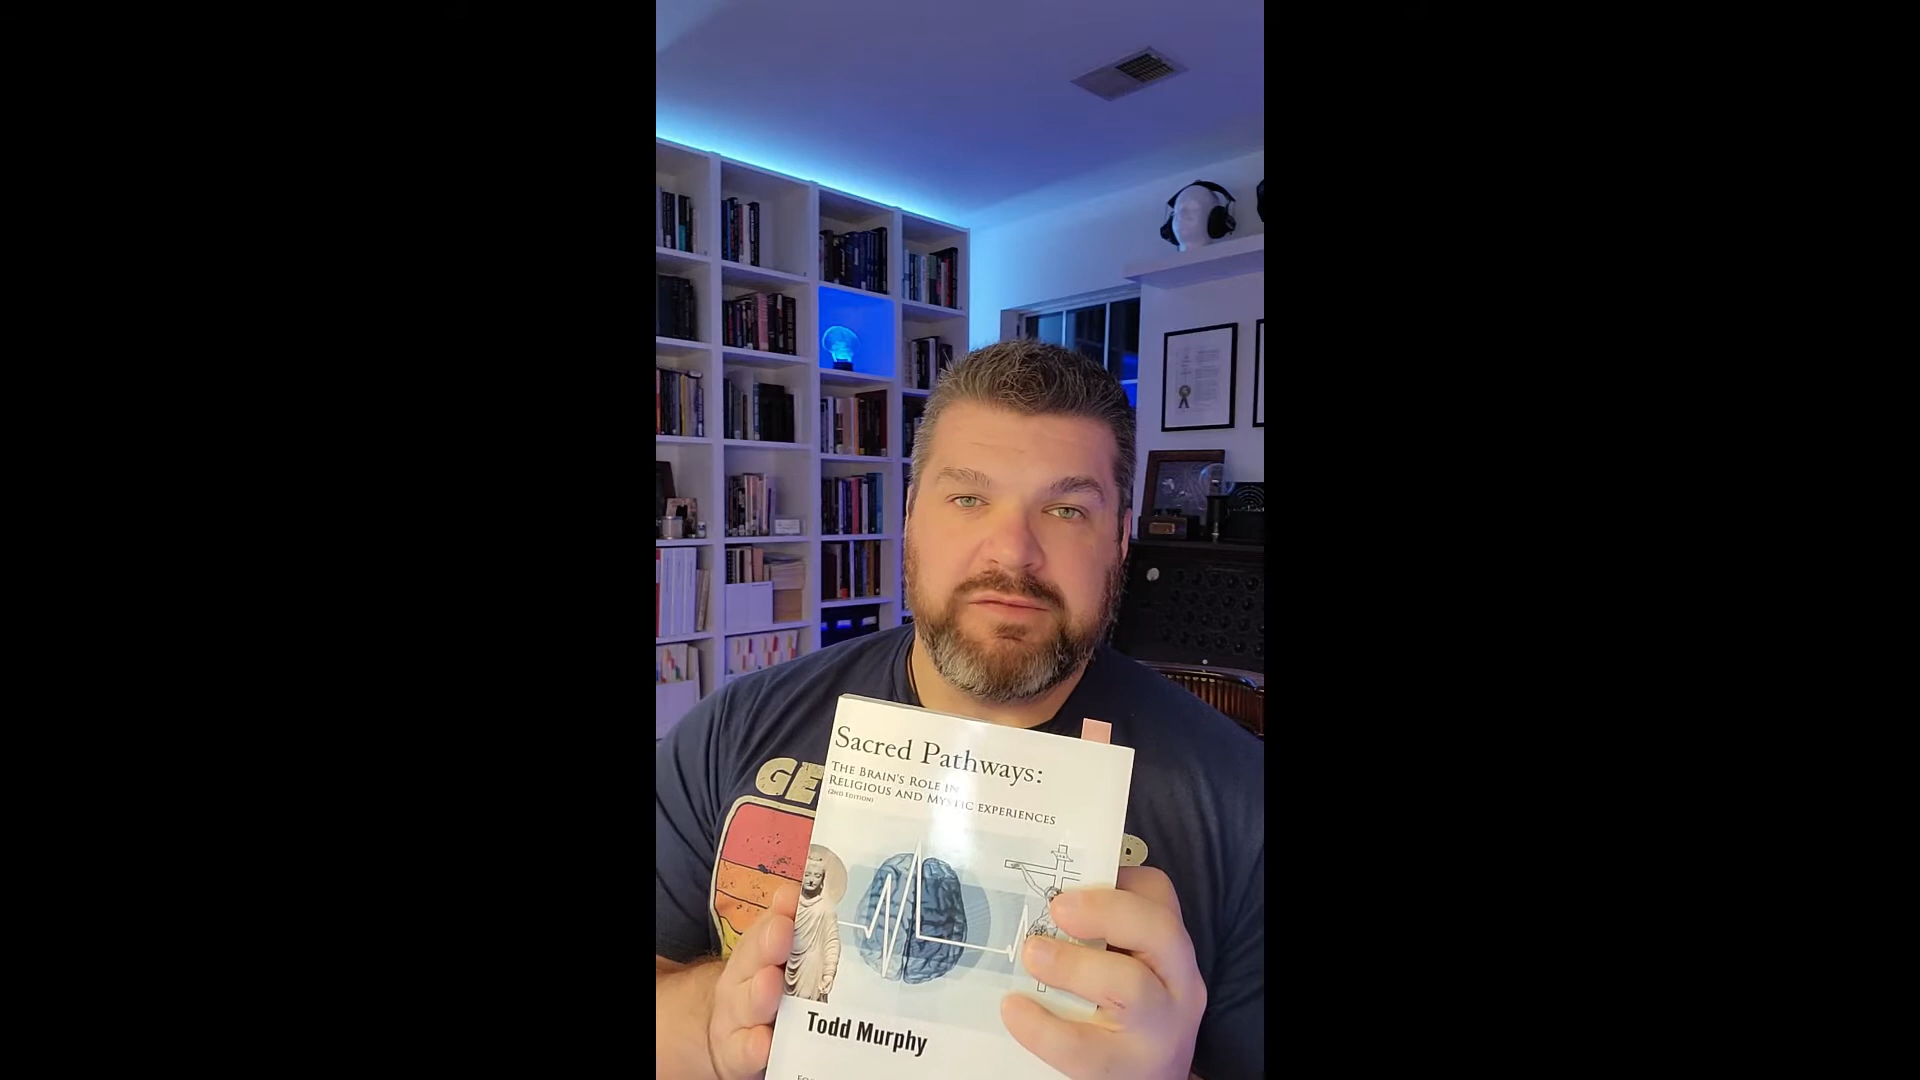 Sacred Pathways:
The Brain's Role in
Religious and Mystic experiences
(2nd Edition)
Todd Murphy